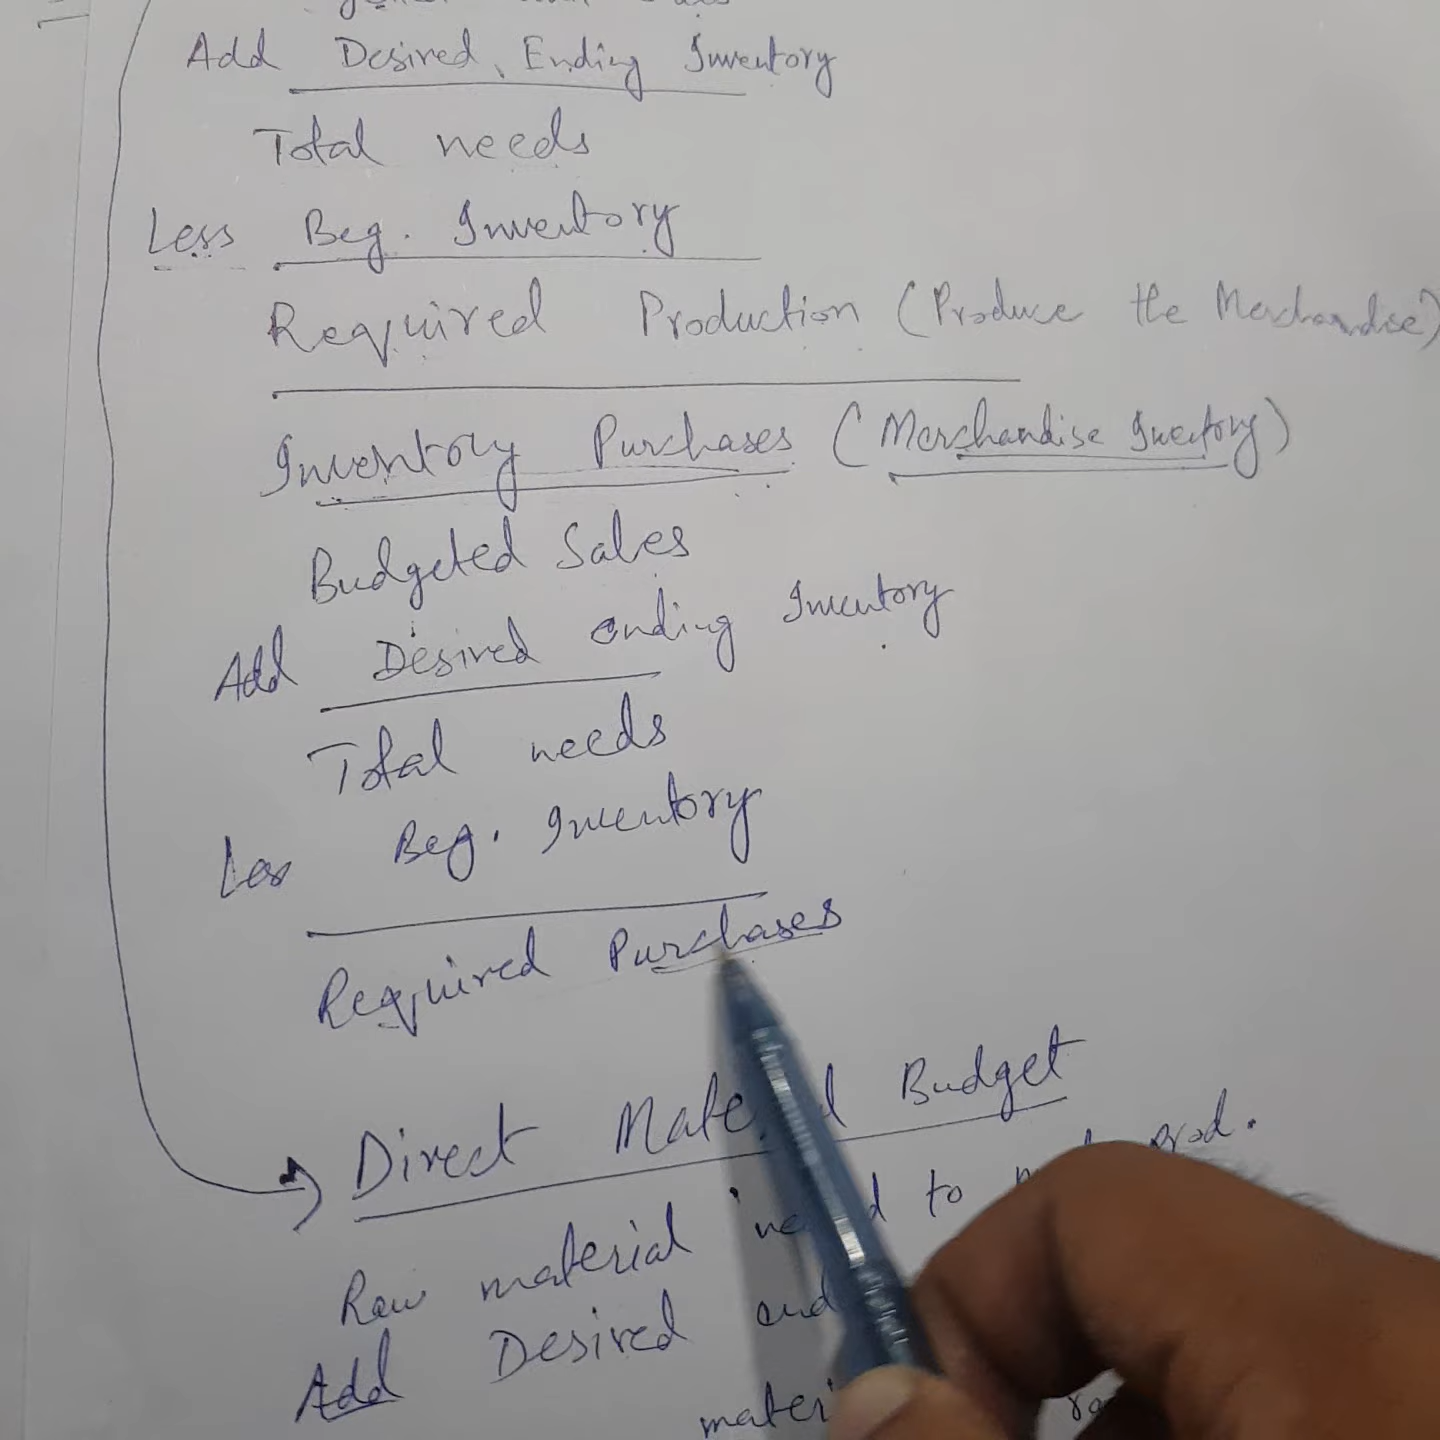 Add Desired Ending Inventory
Total needs
Less Beg. Inventory
Required Production (Produce the Merchandise)
Inventory Purchases (Merchandise Inventory)
Budgeted Sales
Add Desired ending Inventory
Total needs
Less Beg. Inventory
Required Purchases
Direct Material Budget
Raw material to prod.
Add Desired